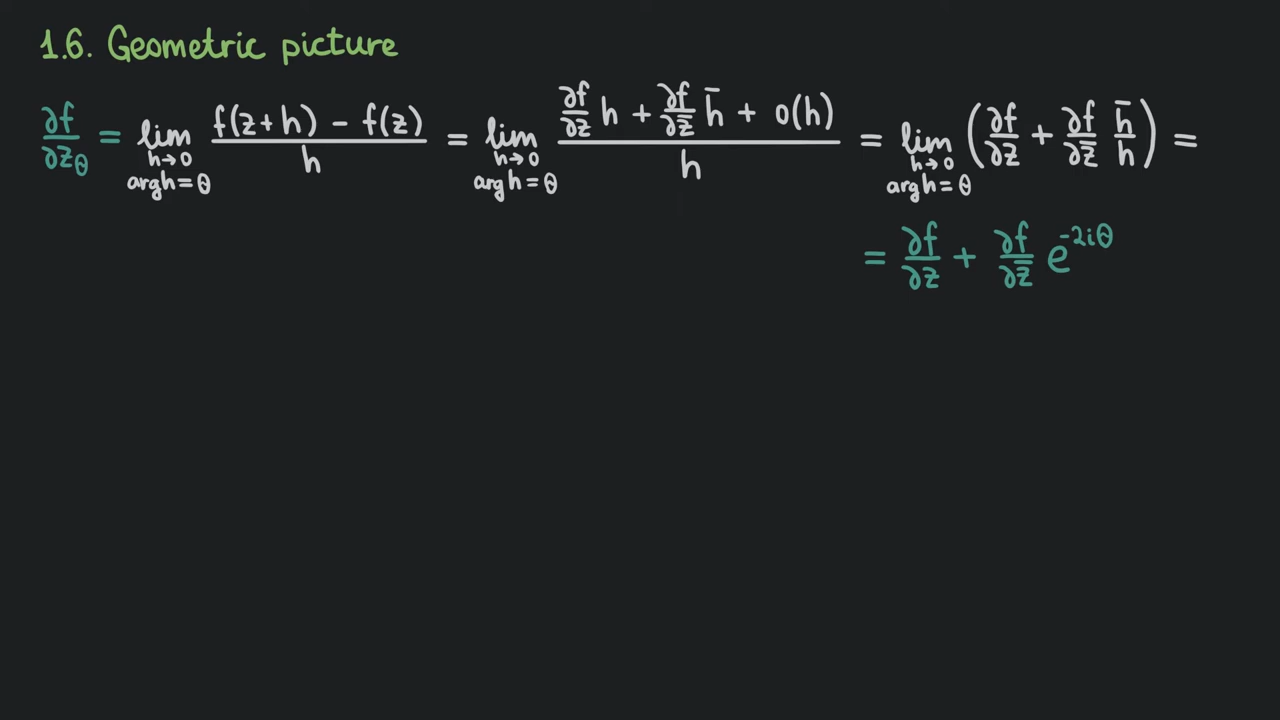 1.6. Geometric picture
∂f/∂z_θ = lim_{h→0, arg h = θ} (f(z+h) − f(z))/h = lim_{h→0, arg h = θ} (∂f/∂z h + ∂f/∂z̄ h̄ + o(h))/h = lim_{h→0, arg h = θ} (∂f/∂z + ∂f/∂z̄ h̄/h) =
= ∂f/∂z + ∂f/∂z̄ e^{−2iθ}